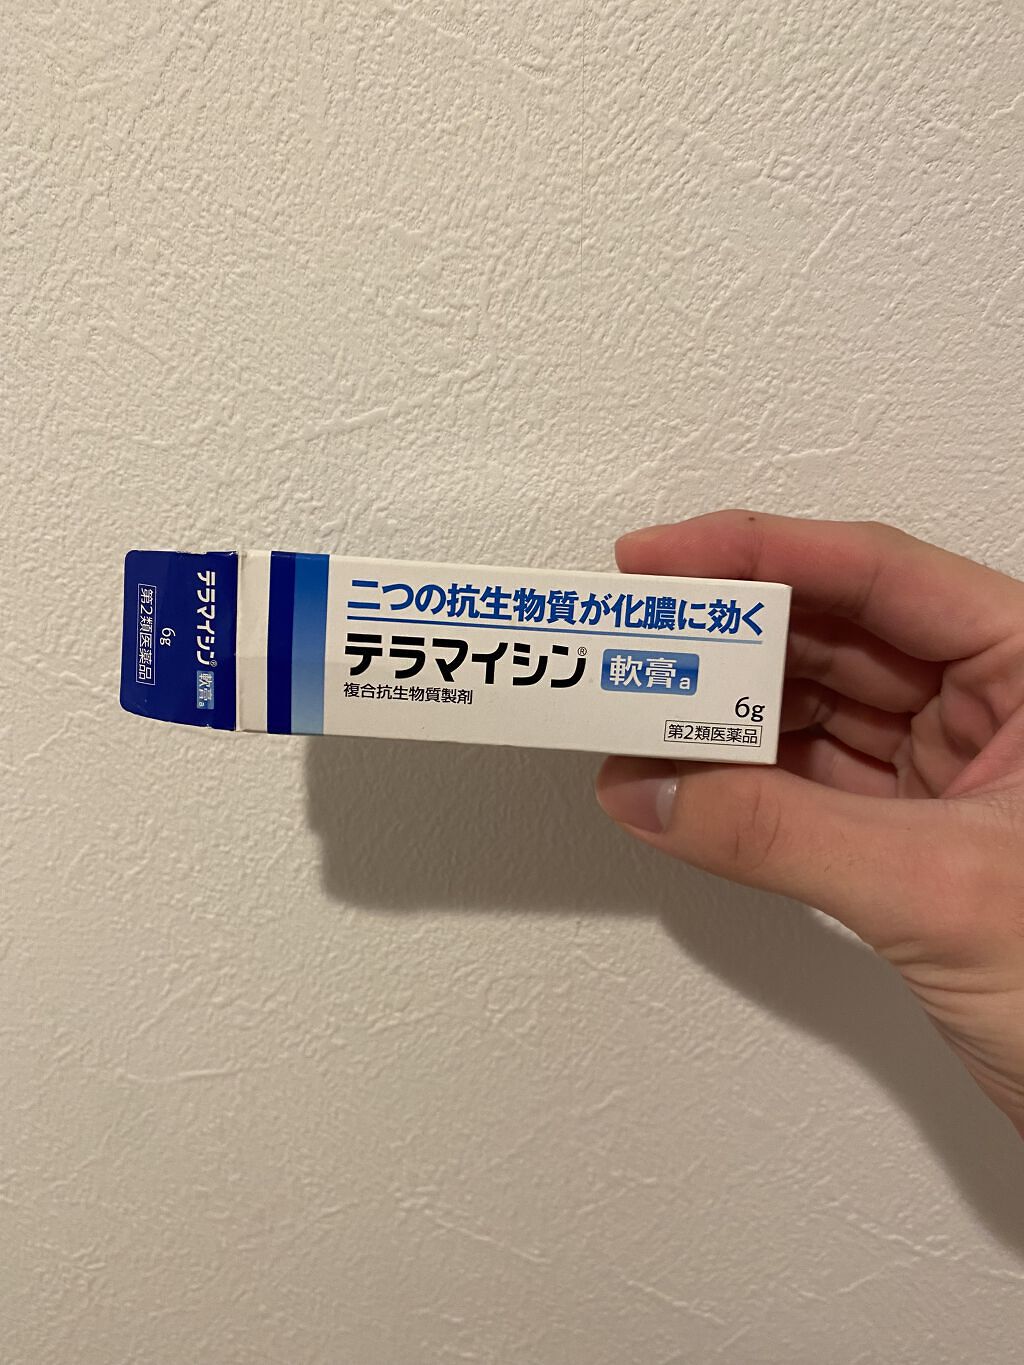 二つの抗生物質が化膿に効く
テラマイシン® 軟膏a
複合抗生物質製剤
6g
第2類医薬品
テラマイシン® 軟膏a
6g
第2類医薬品